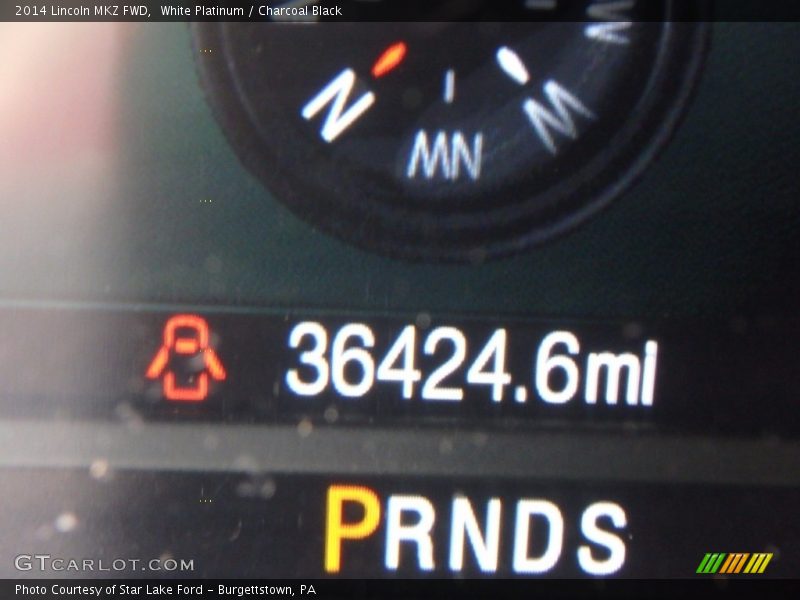 2014 Lincoln MKZ FWD, White Platinum / Charcoal Black
N NW W
36424.6mi
PRNDS
GTCARLOT.COM
Photo Courtesy of Star Lake Ford - Burgettstown, PA